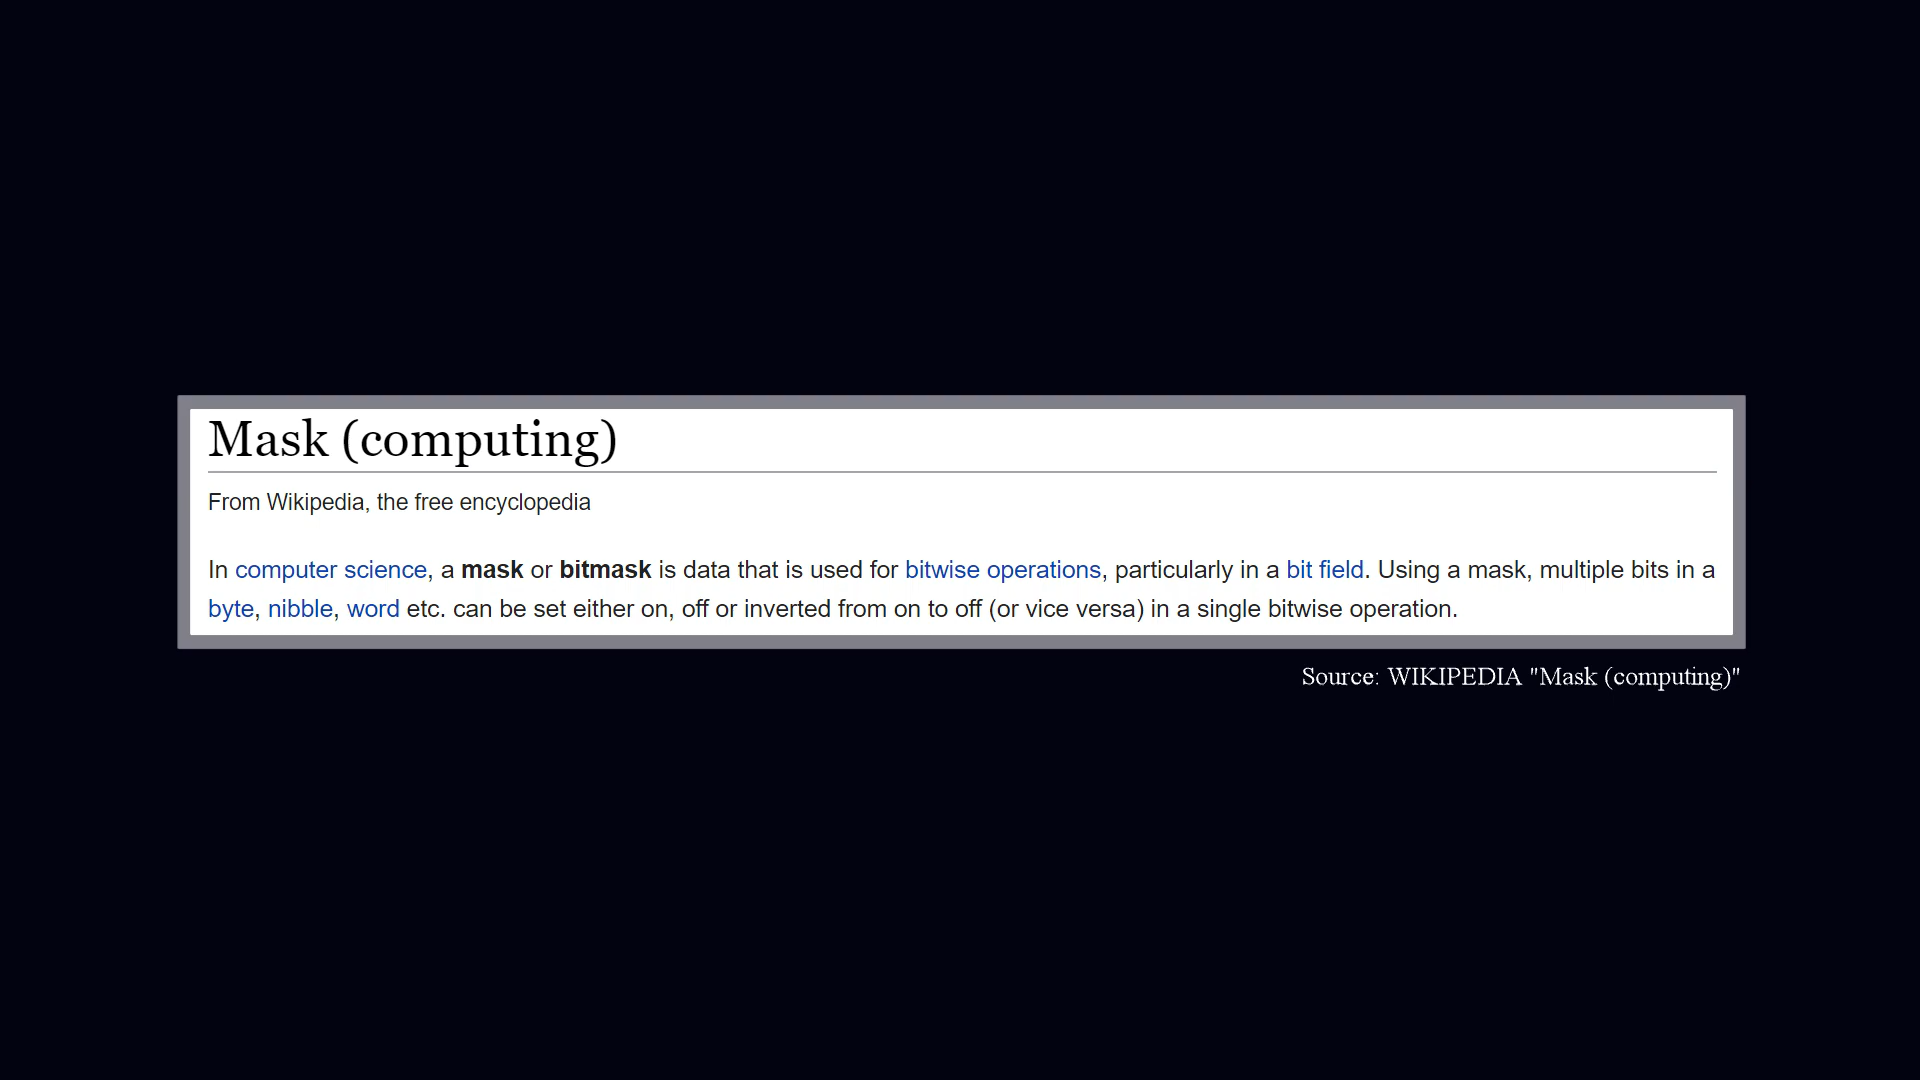 Mask (computing)
From Wikipedia, the free encyclopedia
In computer science, a mask or bitmask is data that is used for bitwise operations, particularly in a bit field. Using a mask, multiple bits in a
byte, nibble, word etc. can be set either on, off or inverted from on to off (or vice versa) in a single bitwise operation.
Source: WIKIPEDIA "Mask (computing)"